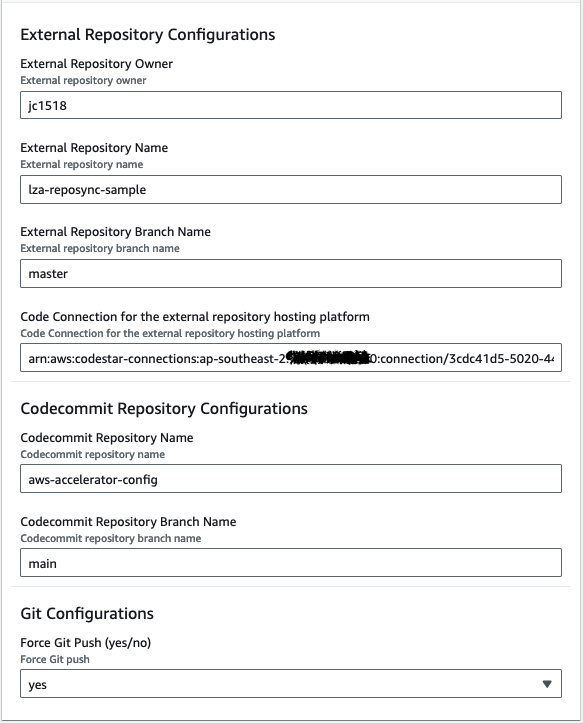 External Repository Configurations
External Repository Owner
External repository owner
jc1518
External Repository Name
External repository name
lza-reposync-sample
External Repository Branch Name
External repository branch name
master
Code Connection for the external repository hosting platform
Code Connection for the external repository hosting platform
arn:aws:codestar-connections:ap-southeast-2 0:connection/3cdc41d5-5020-44
Codecommit Repository Configurations
Codecommit Repository Name
Codecommit repository name
aws-accelerator-config
Codecommit Repository Branch Name
Codecommit repository branch name
main
Git Configurations
Force Git Push (yes/no)
Force Git push
yes